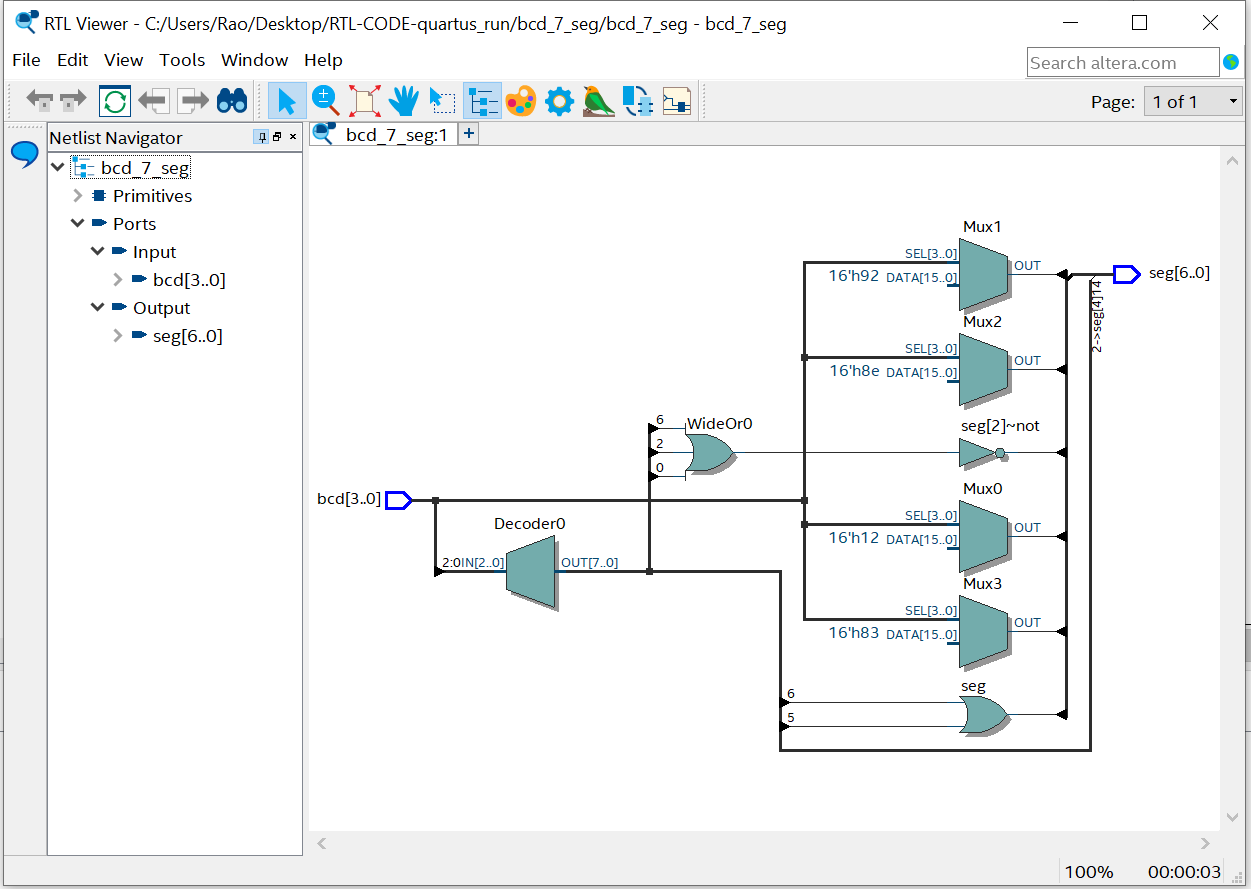 RTL Viewer - C:/Users/Rao/Desktop/RTL-CODE-quartus_run/bcd_7_seg/bcd_7_seg - bcd_7_seg
File Edit View Tools Window Help
Search altera.com
Page: 1 of 1
Netlist Navigator
bcd_7_seg:1 +
bcd_7_seg
Primitives
Ports
Input
bcd[3..0]
Output
seg[6..0]
Mux1
SEL[3..0]
OUT
16'h92 DATA[15..0]
seg[6..0]
2->seg[4]14
Mux2
SEL[3..0]
OUT
16'h8e DATA[15..0]
6
WideOr0
seg[2]~not
2
0
bcd[3..0]
Mux0
SEL[3..0]
OUT
16'h12 DATA[15..0]
Decoder0
2:0IN[2..0]
OUT[7..0]
Mux3
SEL[3..0]
OUT
16'h83 DATA[15..0]
seg
6
5
100% 00:00:03